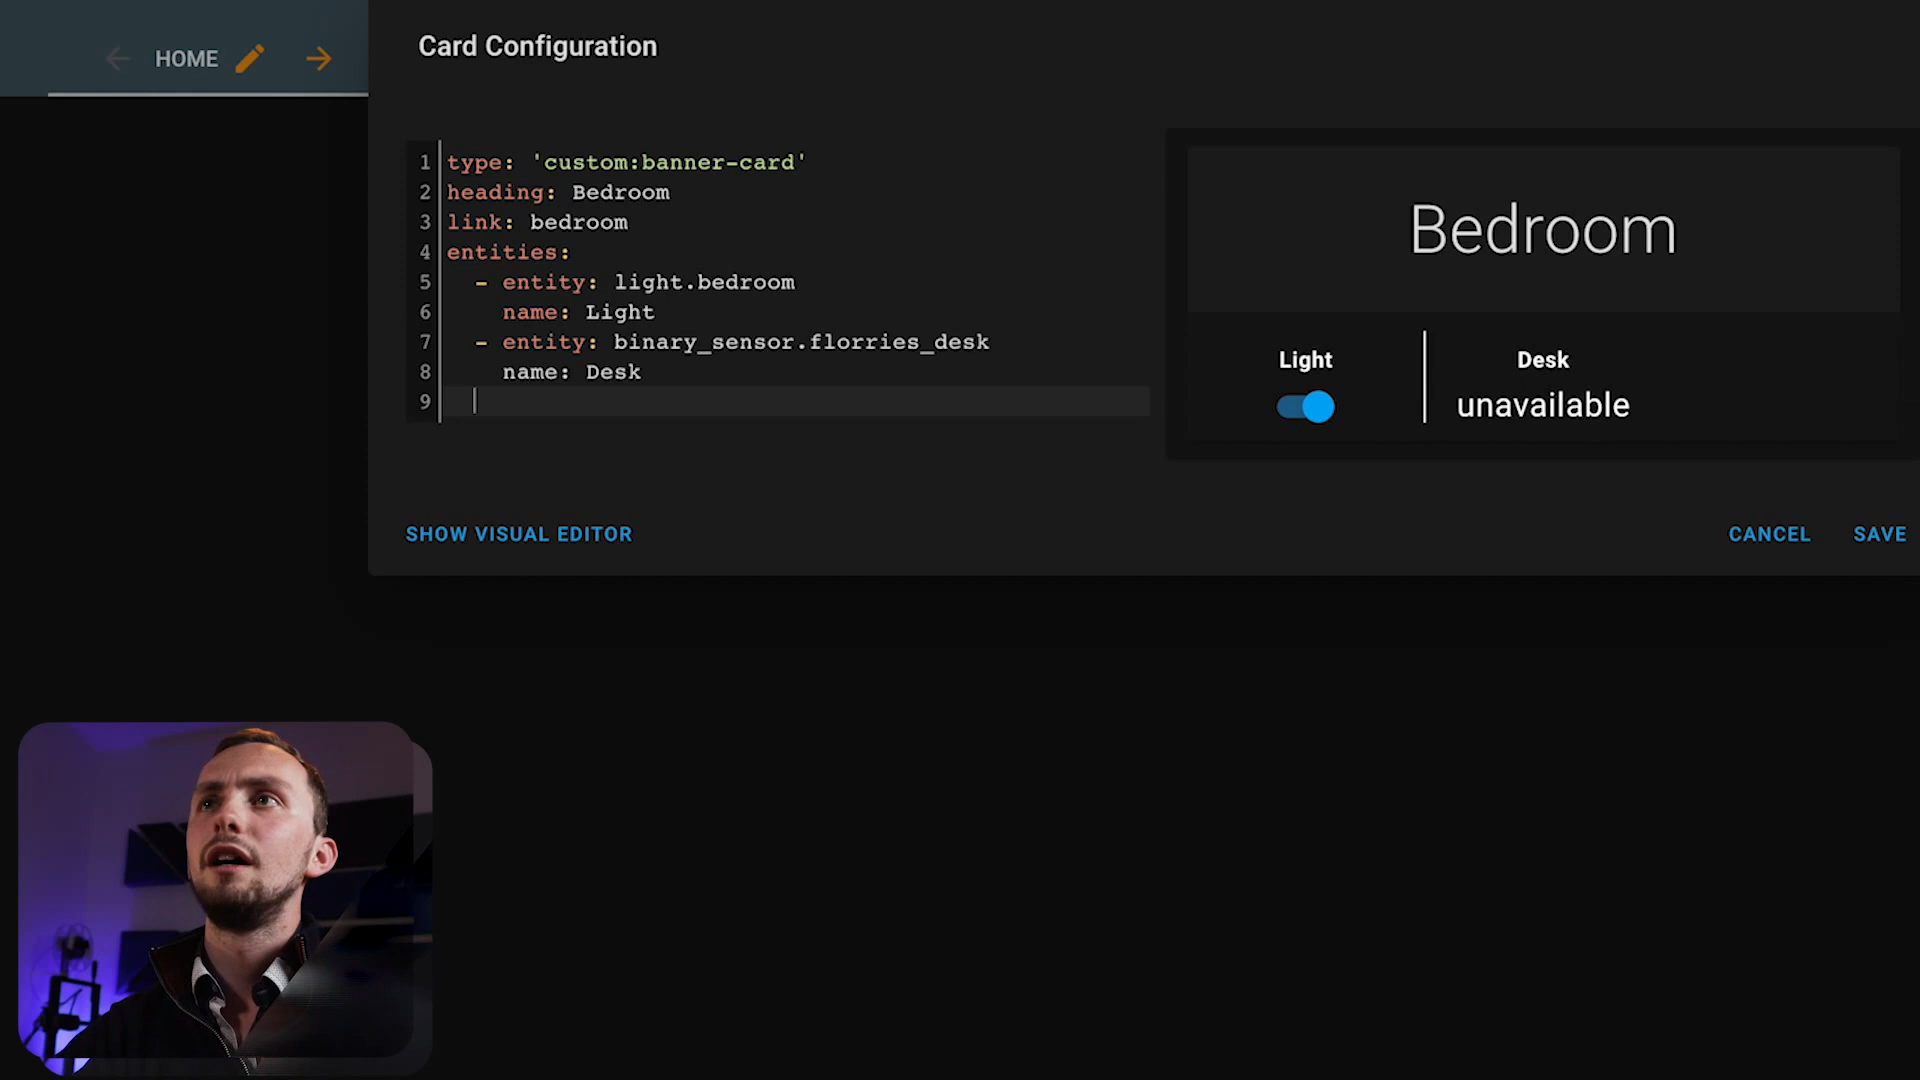 HOME
Card Configuration
1 type: 'custom:banner-card'
2 heading: Bedroom
3 link: bedroom
4 entities:
5 - entity: light.bedroom
6 name: Light
7 - entity: binary_sensor.florries_desk
8 name: Desk
9
Bedroom
Light Desk
unavailable
SHOW VISUAL EDITOR
CANCEL SAVE